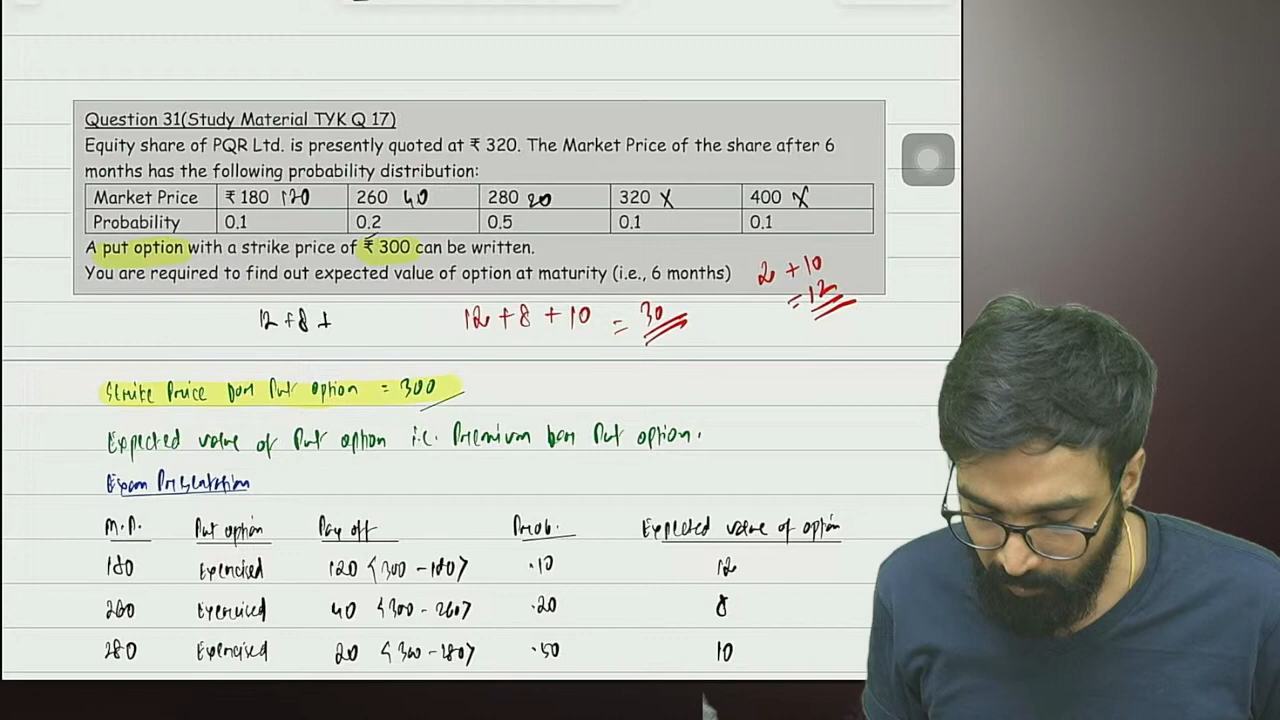 Question 31(Study Material TYK Q 17)
Equity share of PQR Ltd. is presently quoted at ₹ 320. The Market Price of the share after 6
months has the following probability distribution:
Market Price ₹ 180 120 260 40 280 20 320 X 400 X
Probability 0.1 0.2 0.5 0.1 0.1
A put option with a strike price of ₹ 300 can be written.
You are required to find out expected value of option at maturity (i.e., 6 months)
2 + 10
= 12
12 + 8 +
12 + 8 + 10 = 30
Strike Price for Put option = 300
Expected value of Put option i.e. Premium for Put option.
Exam Presentation
M.P. Put option Pay off Prob. Expected value of option
180 Exercised 120 {300 - 180} .10 12
260 Exercised 40 {300 - 260} .20 8
280 Exercised 20 {300 - 280} .50 10